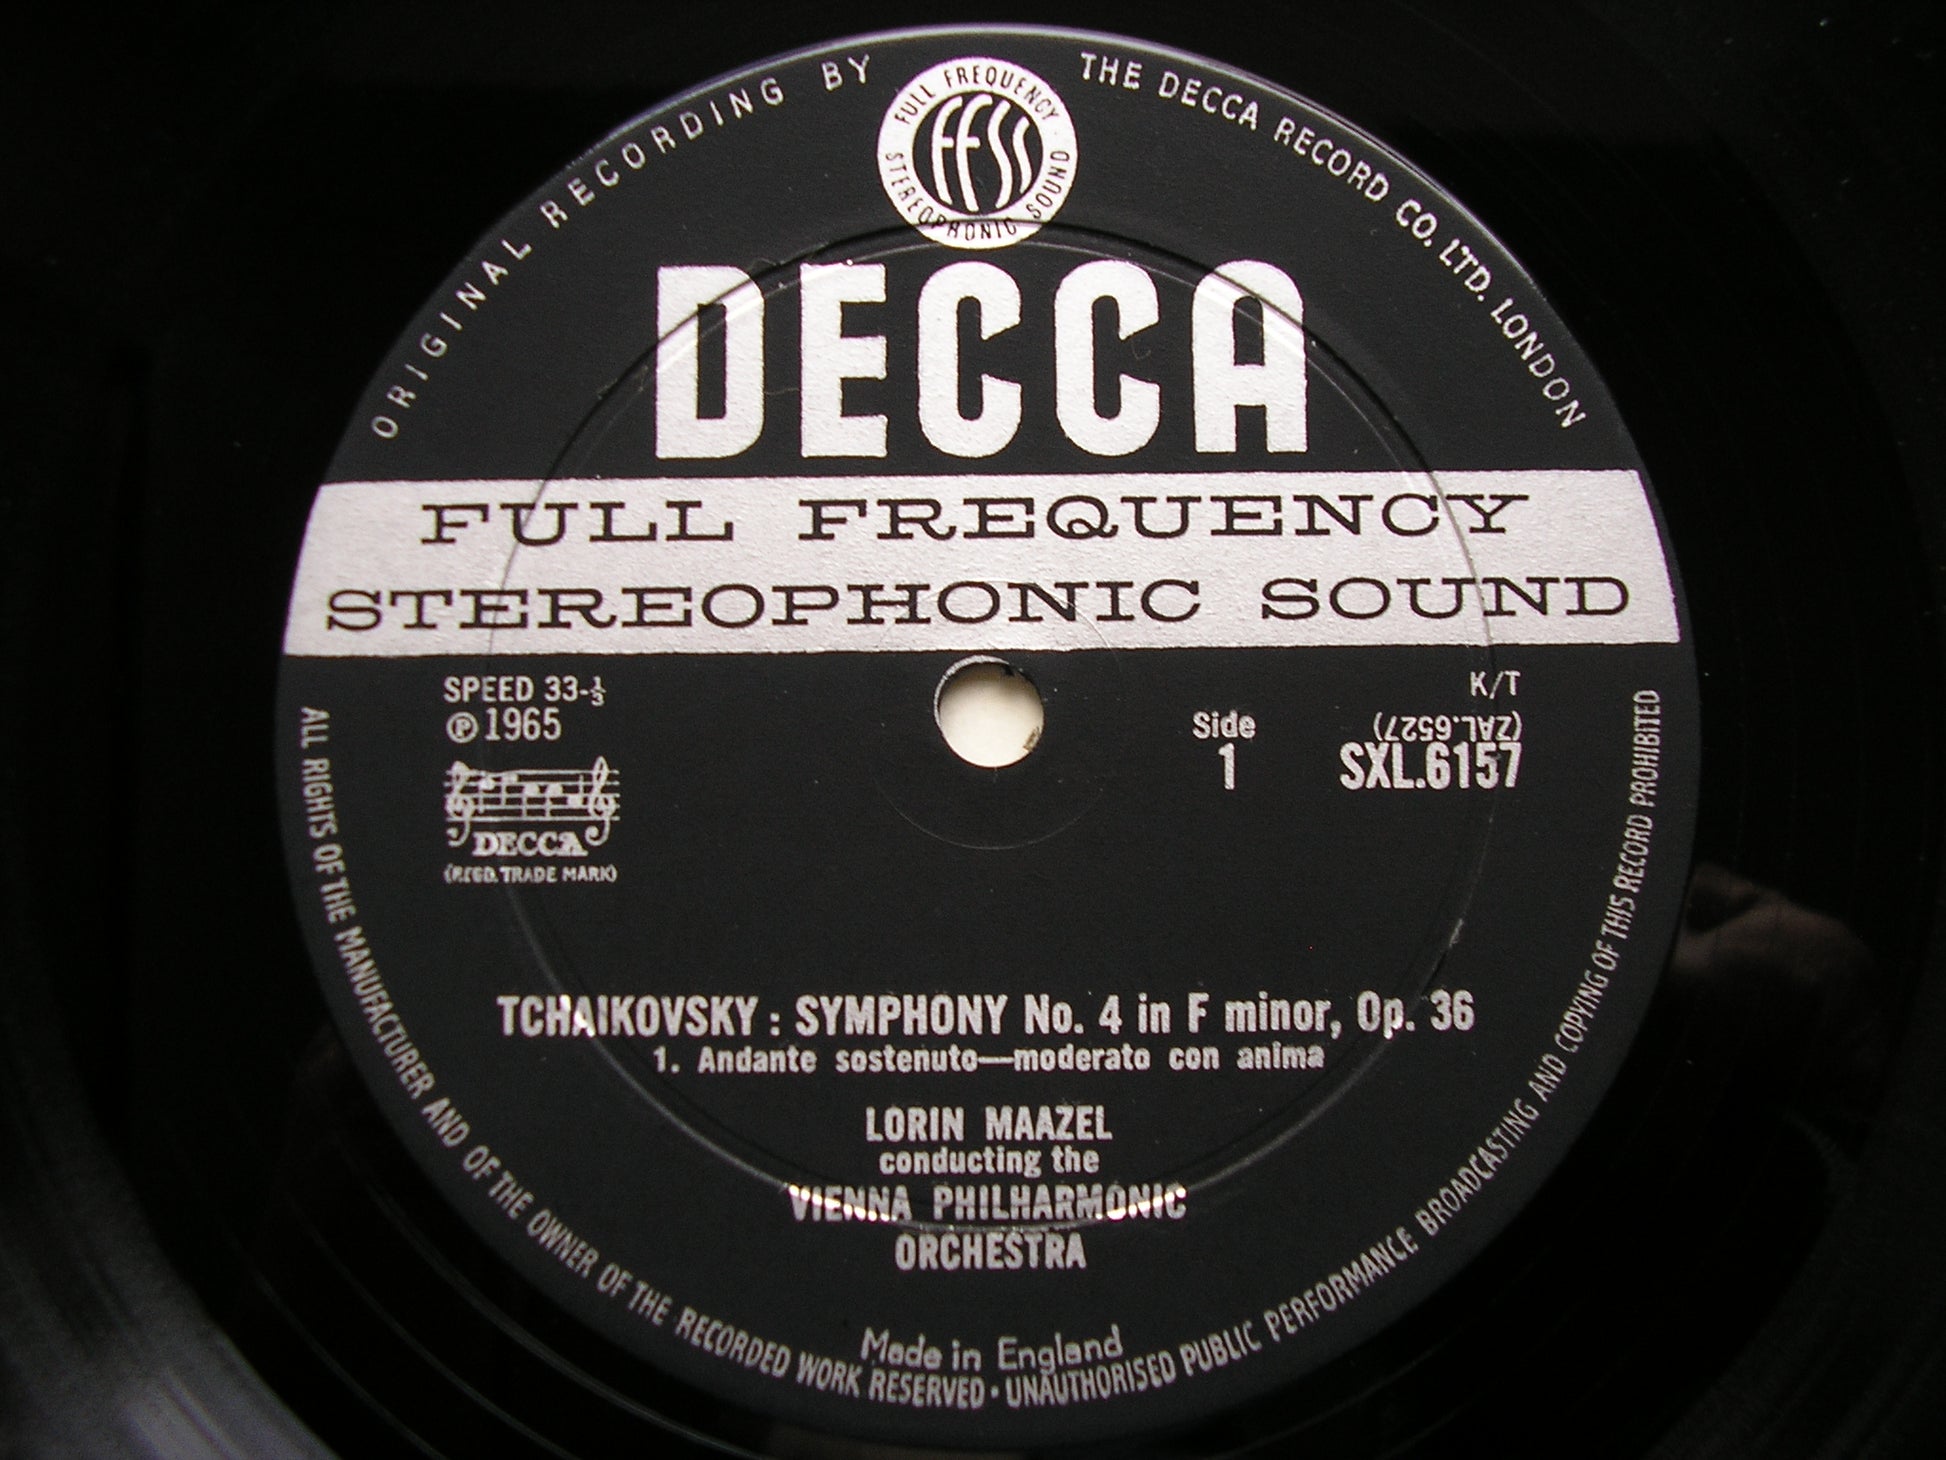 ORIGINAL RECORDING BY THE DECCA RECORD CO. LTD. LONDON
FULL FREQUENCY
FFSS
STEREOPHONIC SOUND
DECCA
FULL FREQUENCY
STEREOPHONIC SOUND
SPEED 33-⅓
℗ 1965
DECCA
(REGD. TRADE MARK)
K/T
(ZAL.6527)
Side
1
SXL.6157
TCHAIKOVSKY : SYMPHONY No. 4 in F minor, Op. 36
1. Andante sostenuto—moderato con anima
LORIN MAAZEL
conducting the
VIENNA PHILHARMONIC
ORCHESTRA
Made in England
ALL RIGHTS OF THE MANUFACTURER AND OF THE OWNER OF THE RECORDED WORK RESERVED · UNAUTHORISED PUBLIC PERFORMANCE BROADCASTING AND COPYING OF THIS RECORD PROHIBITED